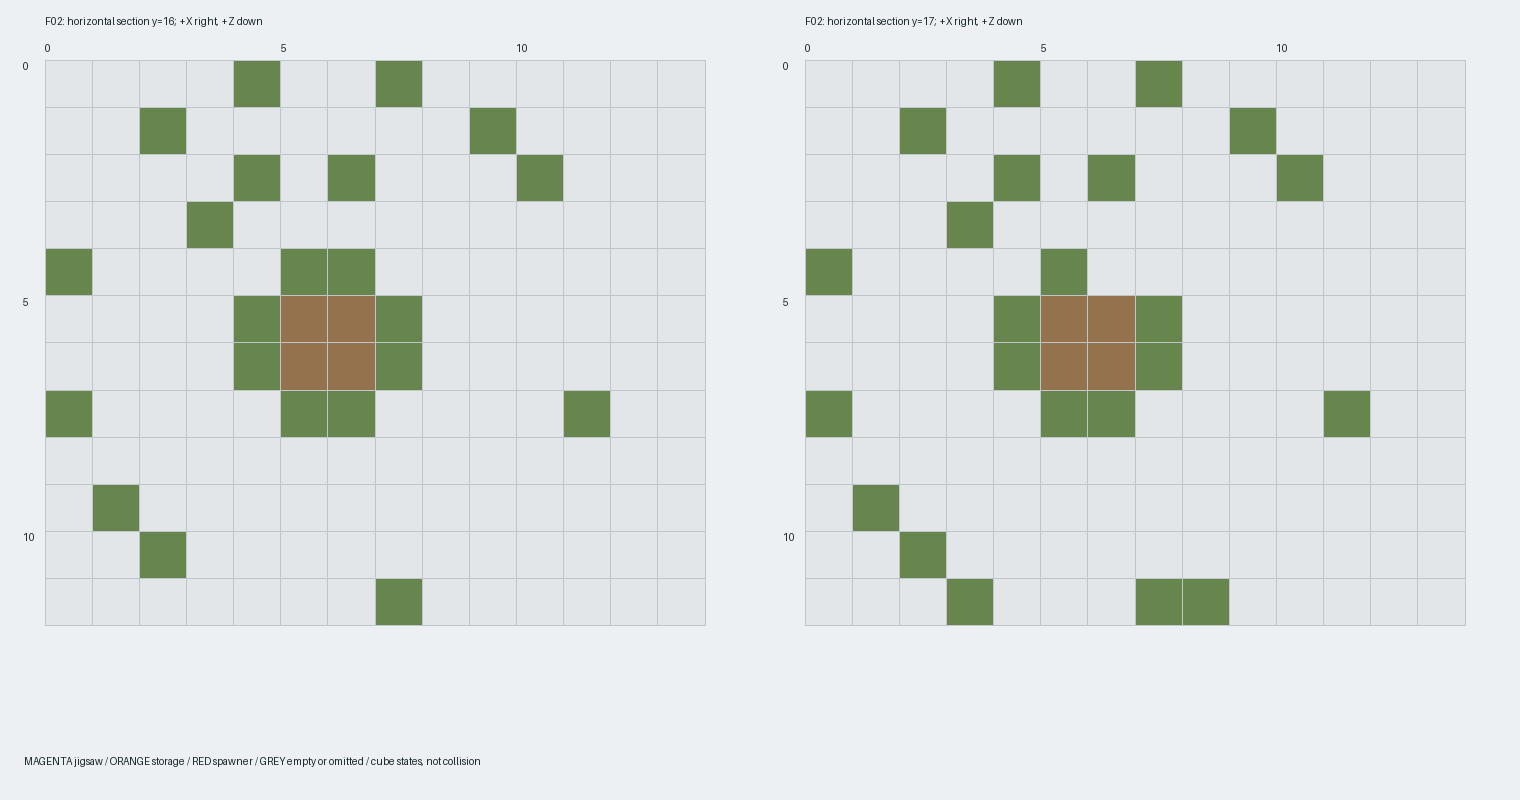 F02: horizontal section y=16; +X right, +Z down
F02: horizontal section y=17; +X right, +Z down
0 5 10
0 5 10
0
0
5
5
10
10
MAGENTA jigsaw / ORANGE storage / RED spawner / GREY empty or omitted / cube states, not collision